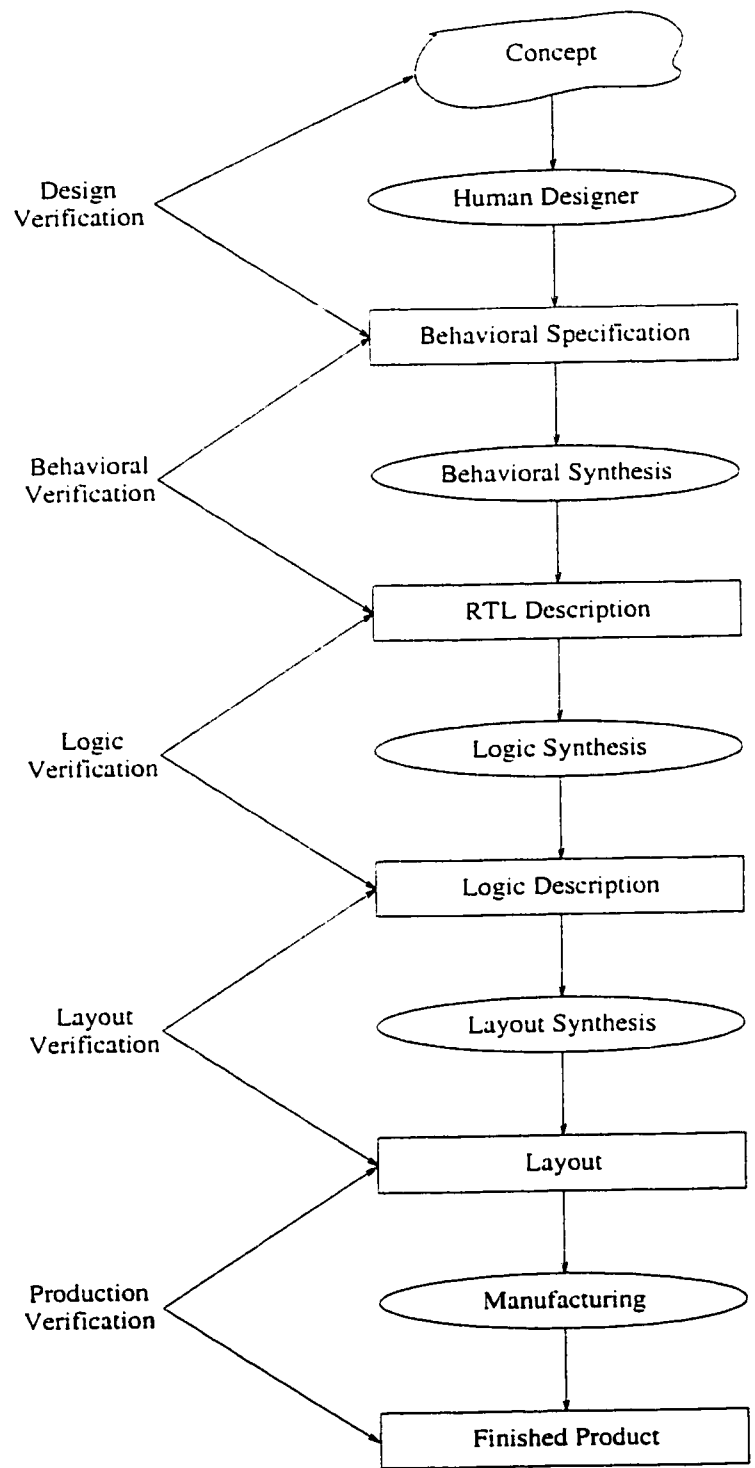 Concept
Design
Verification
Human Designer
Behavioral Specification
Behavioral
Verification
Behavioral Synthesis
RTL Description
Logic
Verification
Logic Synthesis
Logic Description
Layout
Verification
Layout Synthesis
Layout
Production
Verification
Manufacturing
Finished Product